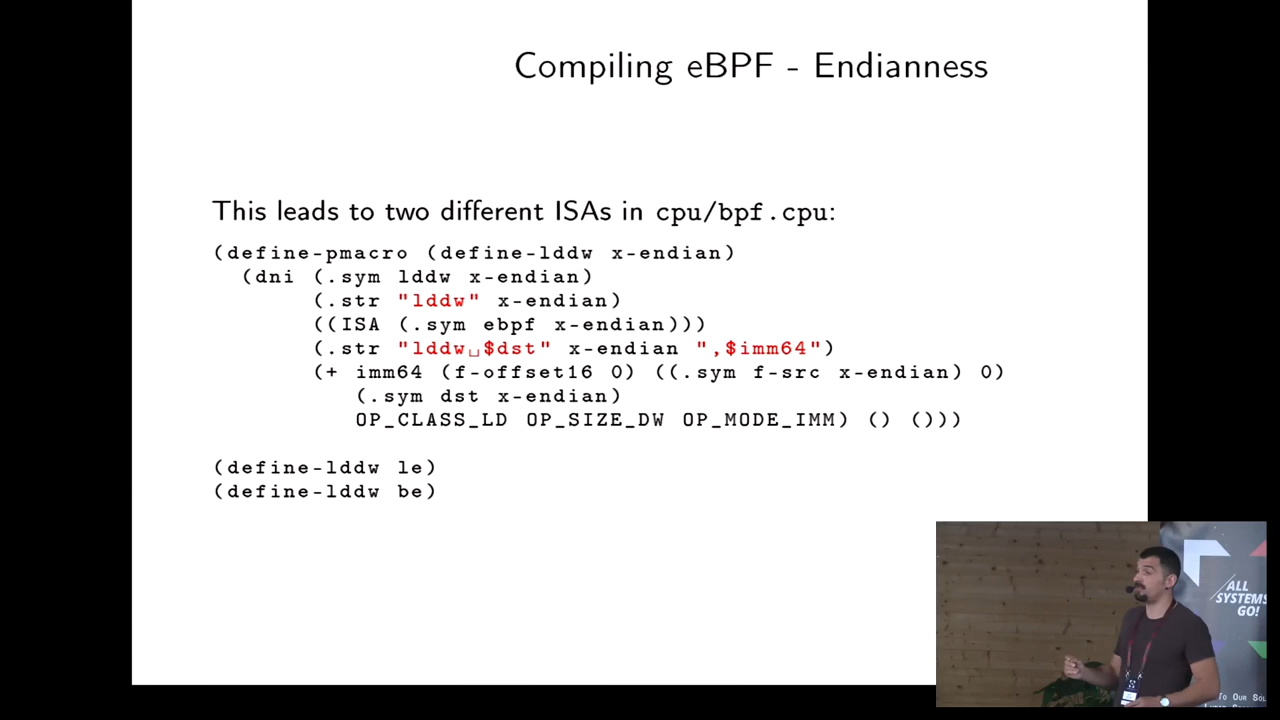 Compiling eBPF - Endianness
This leads to two different ISAs in cpu/bpf.cpu:
(define-pmacro (define-lddw x-endian)
(dni (.sym lddw x-endian)
(.str "lddw" x-endian)
((ISA (.sym ebpf x-endian)))
(.str "lddw␣$dst" x-endian ",$imm64")
(+ imm64 (f-offset16 0) ((.sym f-src x-endian) 0)
(.sym dst x-endian)
OP_CLASS_LD OP_SIZE_DW OP_MODE_IMM) () ()))
(define-lddw le)
(define-lddw be)
ALL
SYSTEMS
GO!